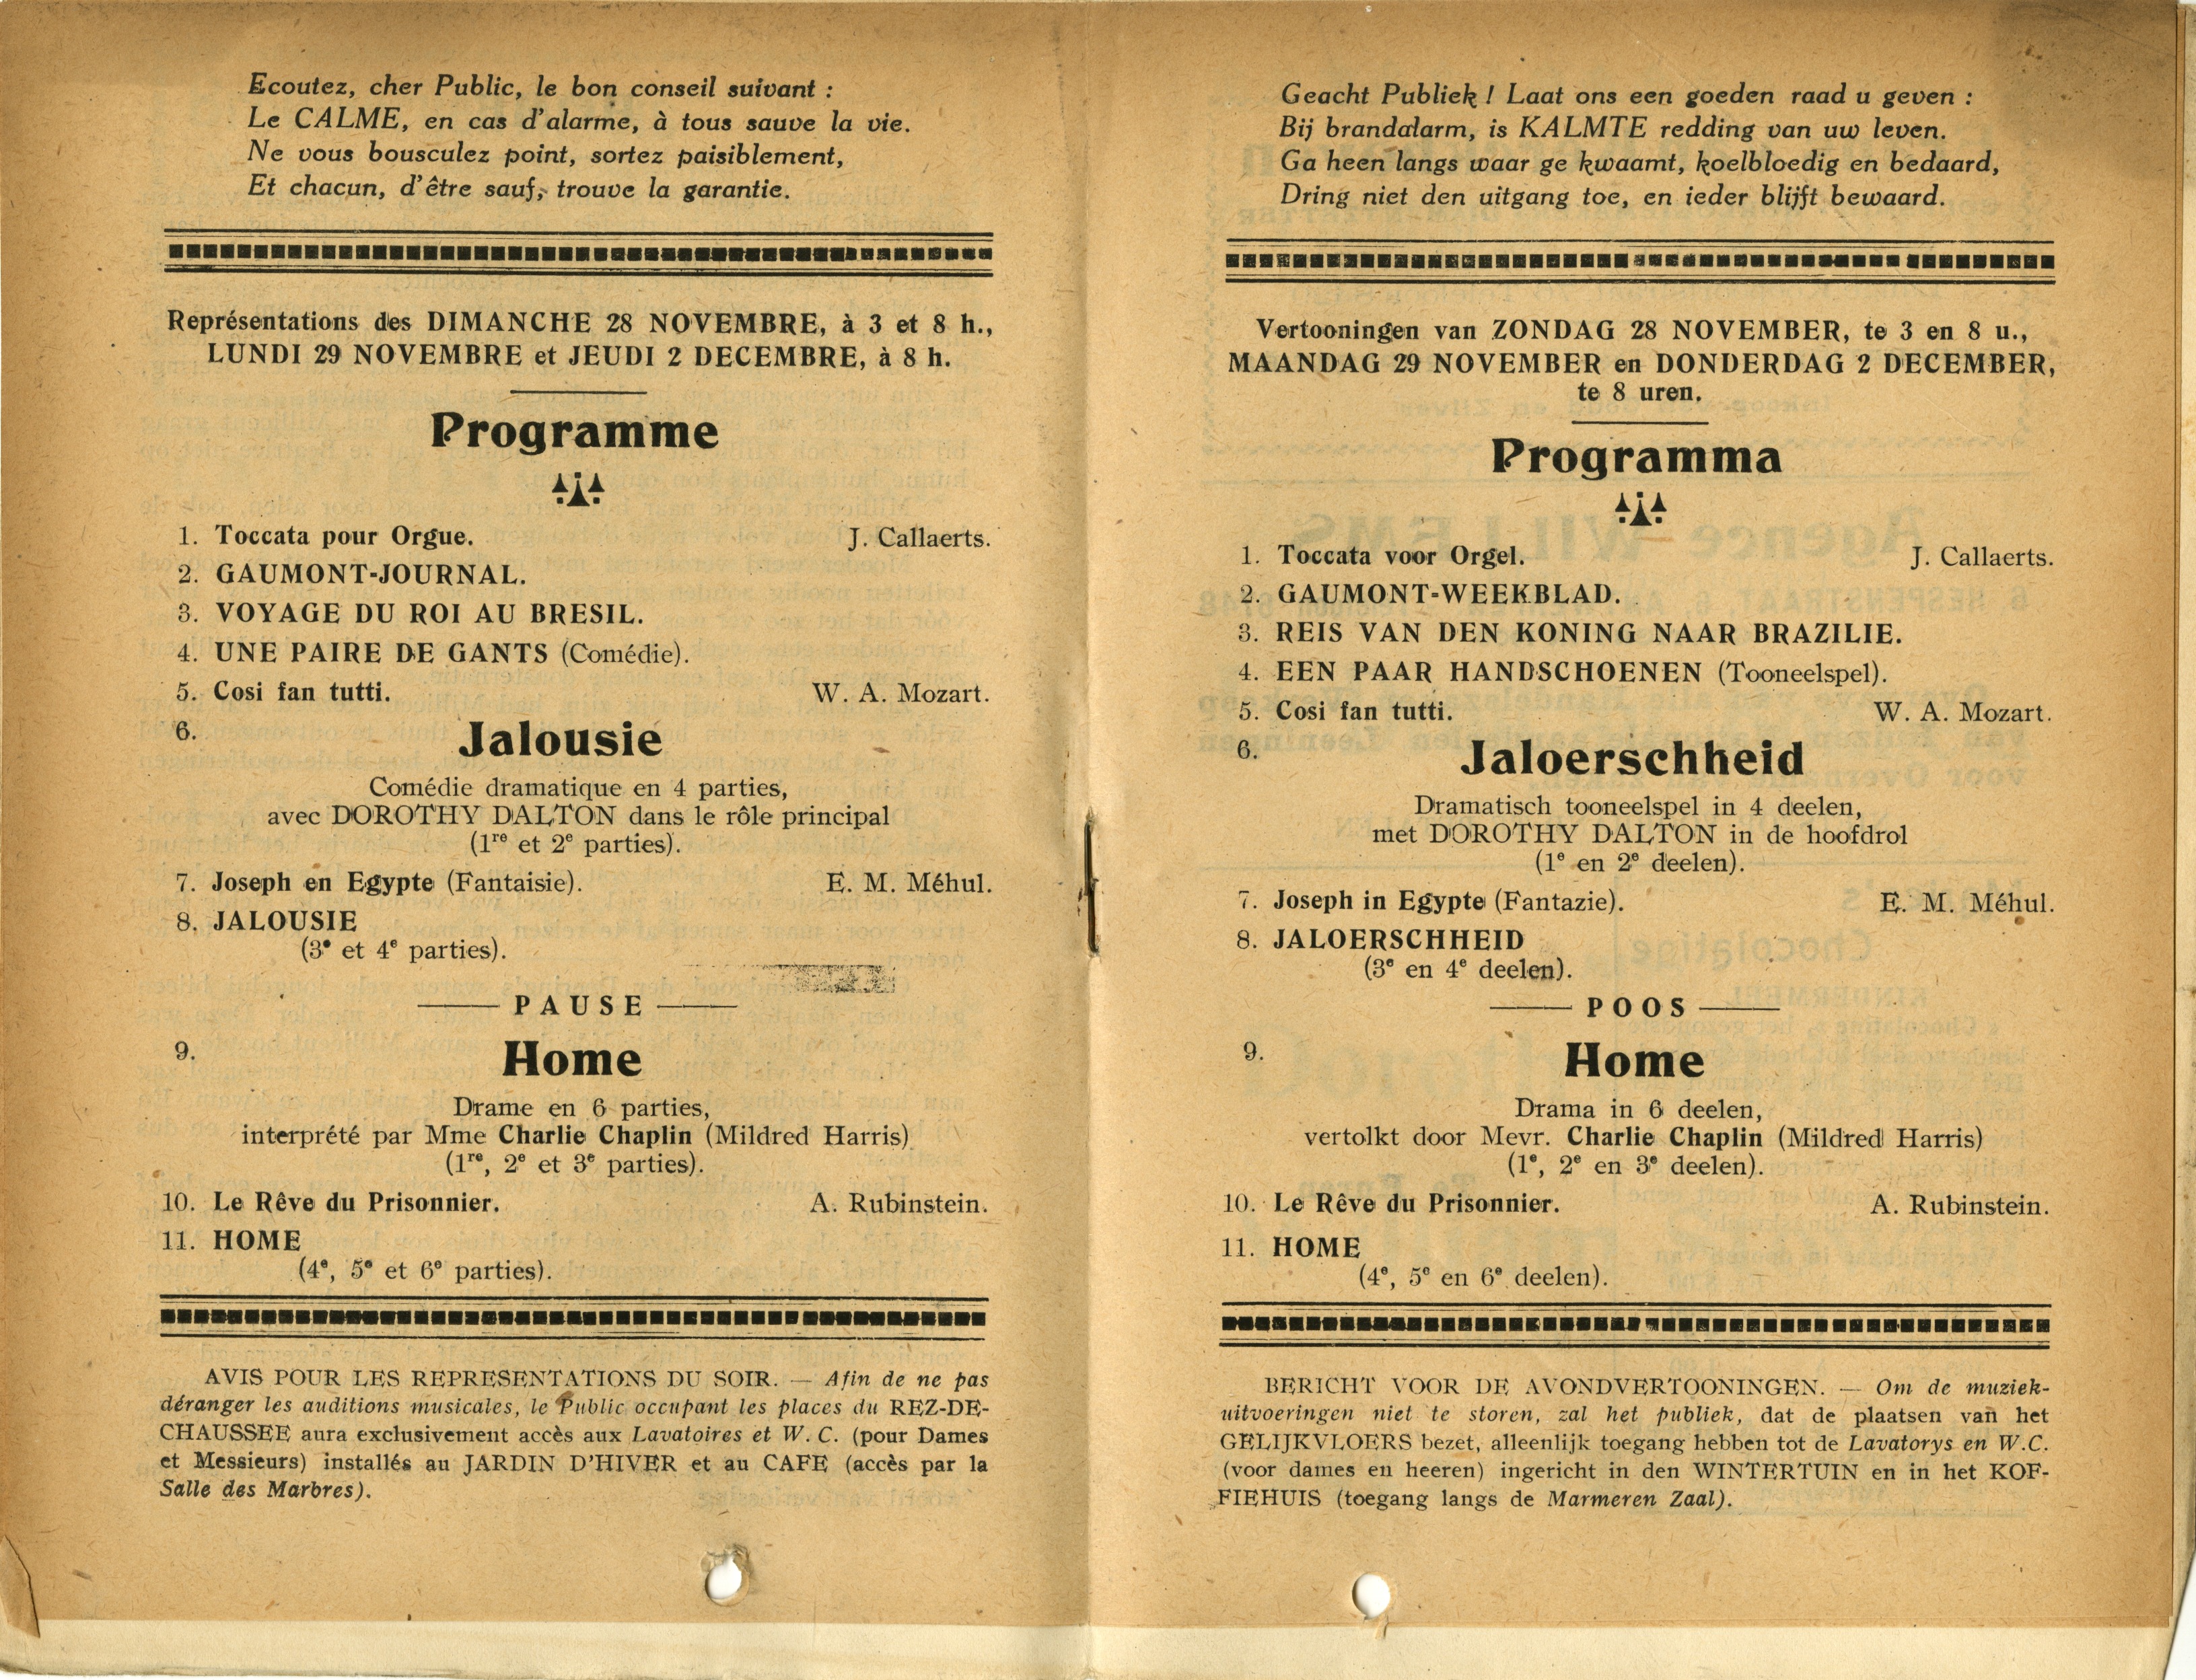 Ecoutez, cher Public, le bon conseil suivant :
Le CALME, en cas d'alarme, à tous sauve la vie.
Ne vous bousculez point, sortez paisiblement,
Et chacun, d'être sauf, trouve la garantie.
Représentations des DIMANCHE 28 NOVEMBRE, à 3 et 8 h.,
LUNDI 29 NOVEMBRE et JEUDI 2 DECEMBRE, à 8 h.
Programme
1. Toccata pour Orgue. J. Callaerts.
2. GAUMONT-JOURNAL.
3. VOYAGE DU ROI AU BRESIL.
4. UNE PAIRE DE GANTS (Comédie).
5. Cosi fan tutti. W. A. Mozart.
6. Jalousie
Comédie dramatique en 4 parties,
avec DOROTHY DALTON dans le rôle principal
(1re et 2e parties).
7. Joseph en Egypte (Fantaisie). E. M. Méhul.
8. JALOUSIE
(3e et 4e parties).
PAUSE
9. Home
Drame en 6 parties,
interprété par Mme Charlie Chaplin (Mildred Harris)
(1re, 2e et 3e parties).
10. Le Rêve du Prisonnier. A. Rubinstein.
11. HOME
(4e, 5e et 6e parties).
AVIS POUR LES REPRESENTATIONS DU SOIR. — Afin de ne pas
déranger les auditions musicales, le Public occupant les places du REZ-DE-
CHAUSSEE aura exclusivement accès aux Lavatoires et W. C. (pour Dames
et Messieurs) installés au JARDIN D'HIVER et au CAFE (accès par la
Salle des Marbres).
Geacht Publiek ! Laat ons een goeden raad u geven :
Bij brandalarm, is KALMTE redding van uw leven.
Ga heen langs waar ge kwaamt, koelbloedig en bedaard,
Dring niet den uitgang toe, en ieder blijft bewaard.
Vertooningen van ZONDAG 28 NOVEMBER, te 3 en 8 u.,
MAANDAG 29 NOVEMBER en DONDERDAG 2 DECEMBER,
te 8 uren.
Programma
1. Toccata voor Orgel. J. Callaerts.
2. GAUMONT-WEEKBLAD.
3. REIS VAN DEN KONING NAAR BRAZILIE.
4. EEN PAAR HANDSCHOENEN (Tooneelspel).
5. Cosi fan tutti. W. A. Mozart.
6. Jaloerschheid
Dramatisch tooneelspel in 4 deelen,
met DOROTHY DALTON in de hoofdrol
(1e en 2e deelen).
7. Joseph in Egypte (Fantazie). E. M. Méhul.
8. JALOERSCHHEID
(3e en 4e deelen).
POOS
9. Home
Drama in 6 deelen,
vertolkt door Mevr. Charlie Chaplin (Mildred Harris)
(1e, 2e en 3e deelen).
10. Le Rêve du Prisonnier. A. Rubinstein.
11. HOME
(4e, 5e en 6e deelen).
BERICHT VOOR DE AVONDVERTOONINGEN. — Om de muziek-
uitvoeringen niet te storen, zal het publiek, dat de plaatsen van het
GELIJKVLOERS bezet, alleenlijk toegang hebben tot de Lavatorys en W.C.
(voor dames en heeren) ingericht in den WINTERTUIN en in het KOF-
FIEHUIS (toegang langs de Marmeren Zaal).